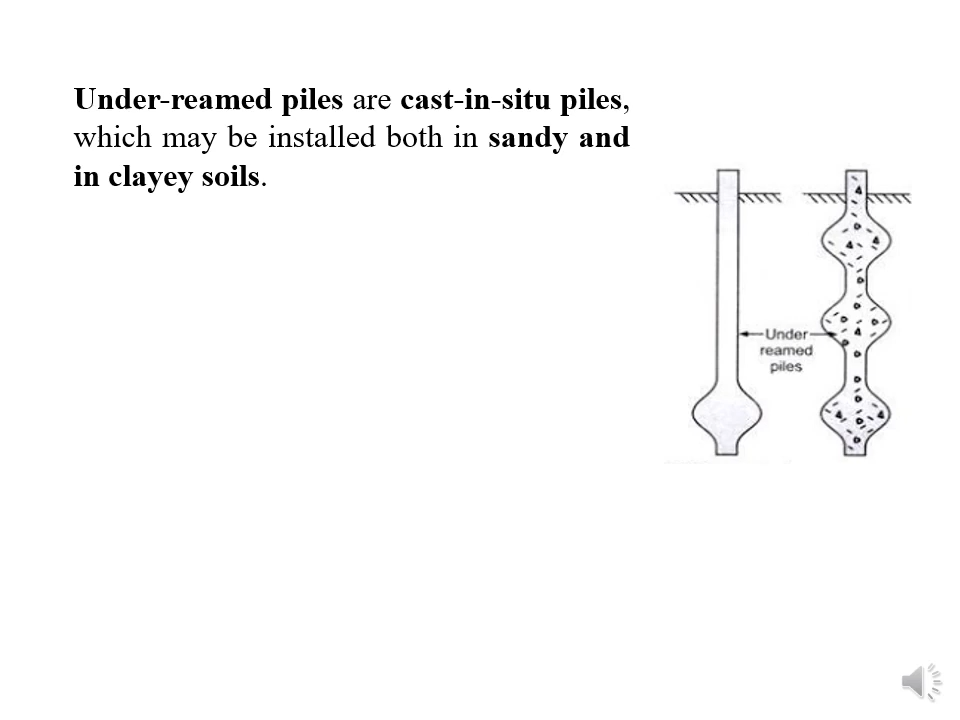 Under-reamed piles are cast-in-situ piles,
which may be installed both in sandy and
in clayey soils.
Under
reamed
piles